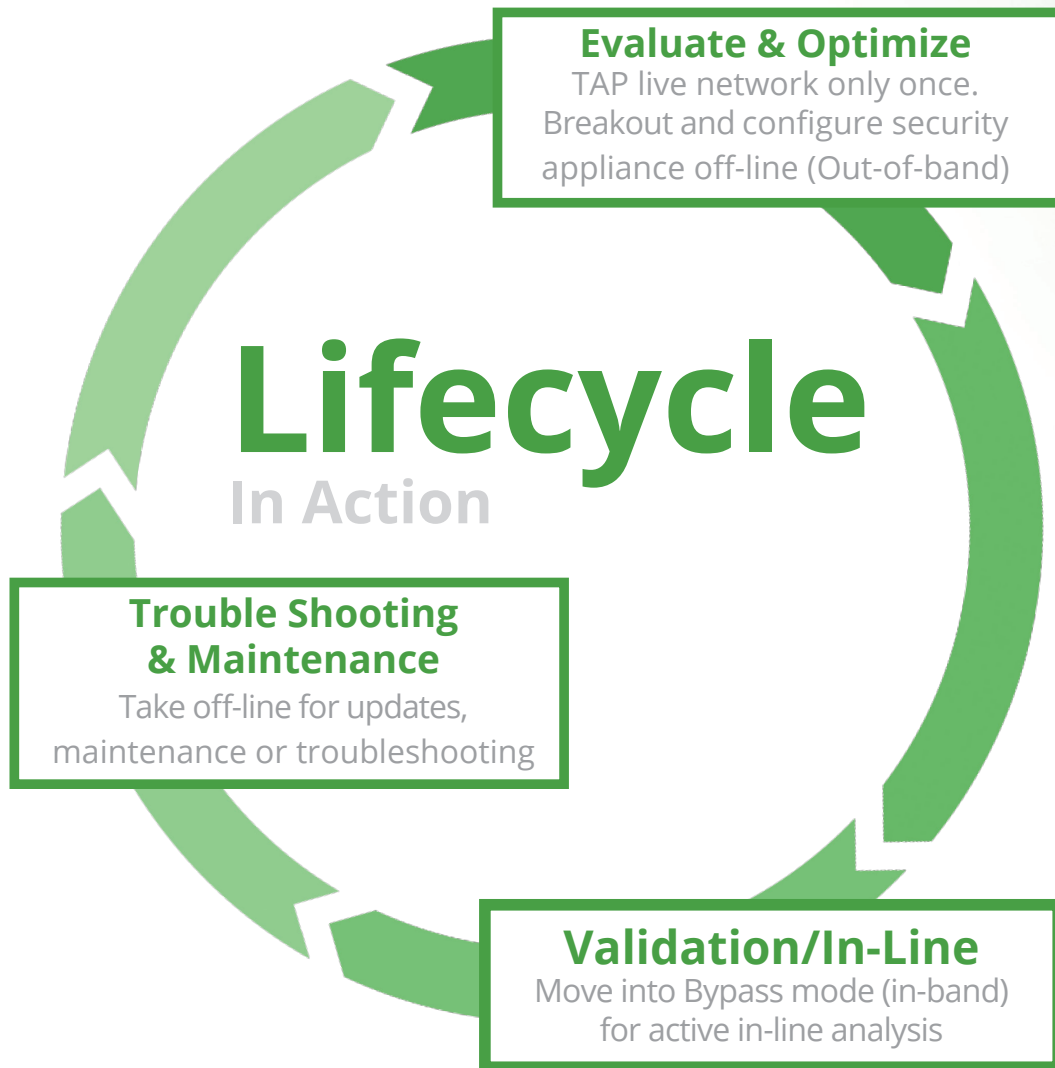 Evaluate & Optimize
TAP live network only once.
Breakout and configure security
appliance off-line (Out-of-band)
Lifecycle
In Action
Trouble Shooting
& Maintenance
Take off-line for updates,
maintenance or troubleshooting
Validation/In-Line
Move into Bypass mode (in-band)
for active in-line analysis